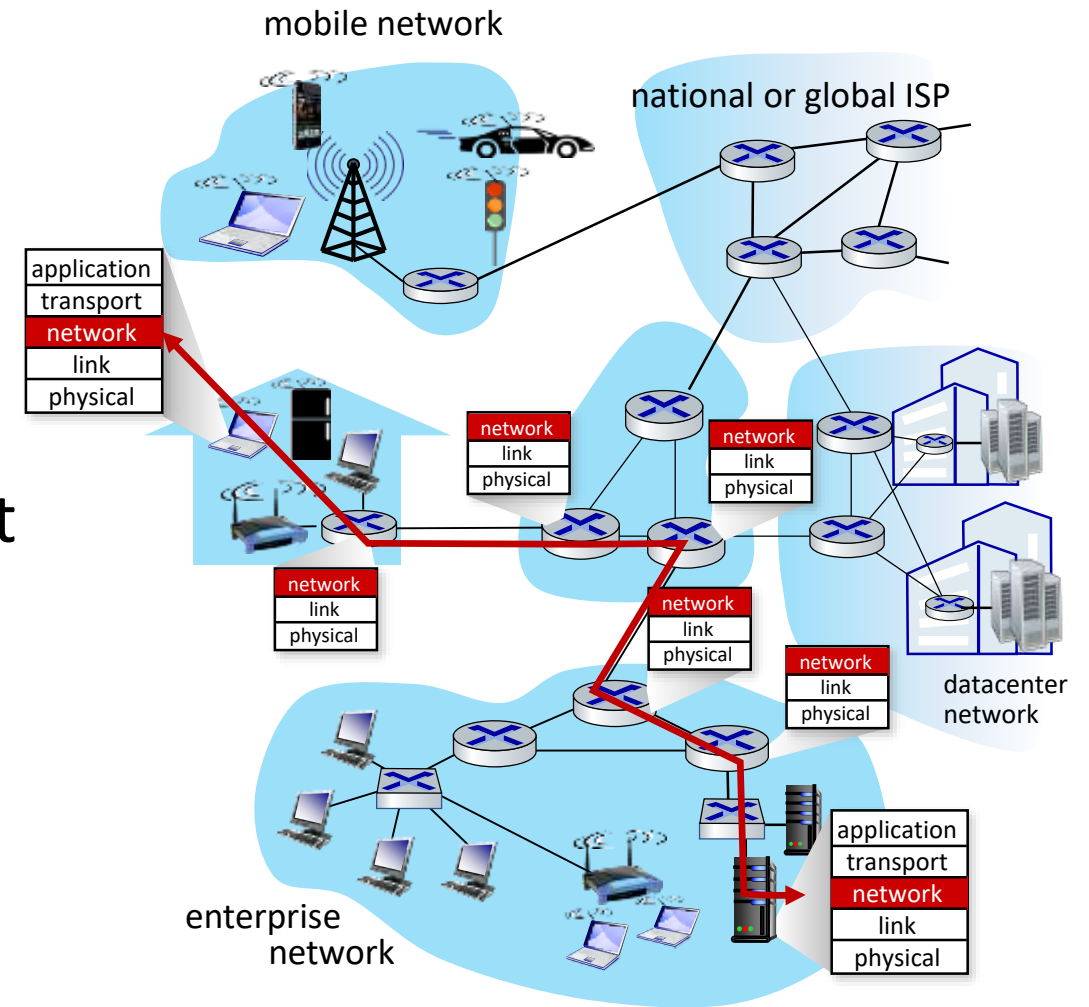 mobile network
national or global ISP
application
transport
network
link
physical
network
link
physical
network
link
physical
t
network
link
physical
network
link
physical
network
link
physical
datacenter
network
application
transport
network
link
physical
enterprise
network